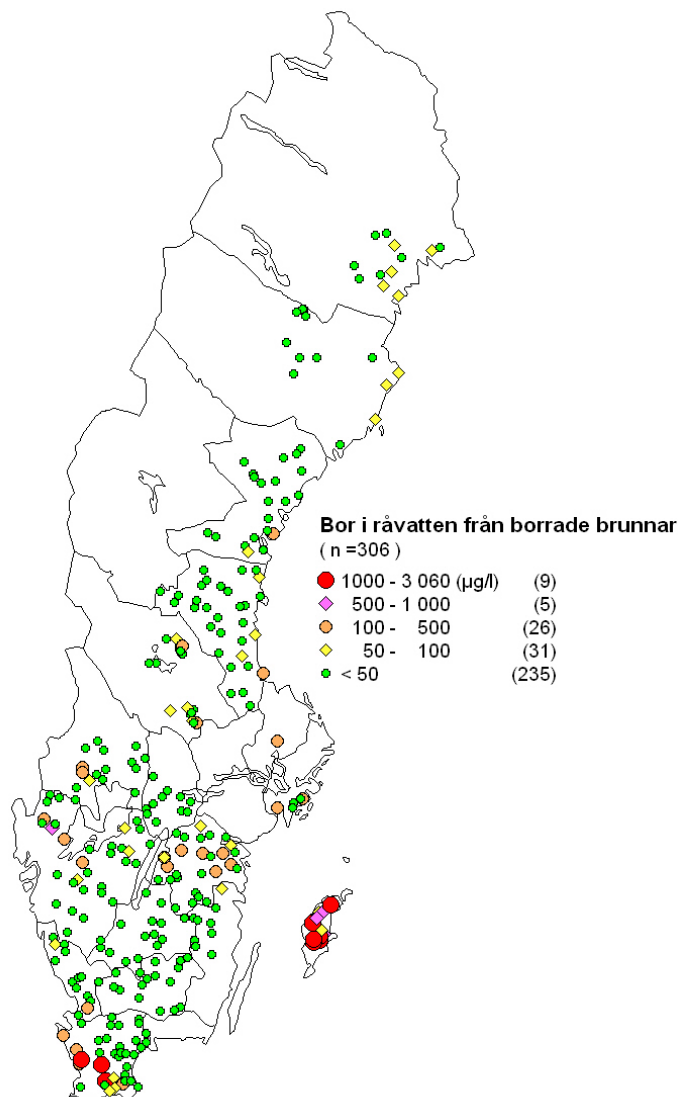 Bor i råvatten från borrade brunnar
( n =306 )
1000 - 3 060 (µg/l) (9)
500 - 1 000 (5)
100 - 500 (26)
50 - 100 (31)
< 50 (235)